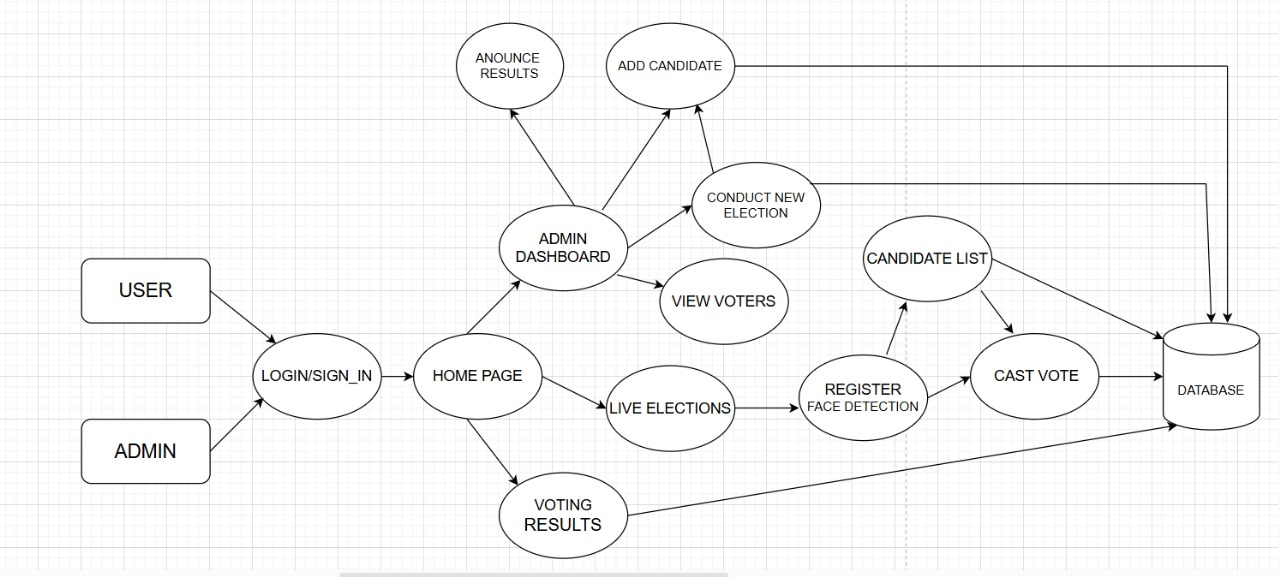 ANOUNCE
RESULTS
ADD CANDIDATE
CONDUCT NEW
ELECTION
ADMIN
DASHBOARD
CANDIDATE LIST
USER
VIEW VOTERS
LOGIN/SIGN_IN
HOME PAGE
CAST VOTE
DATABASE
REGISTER
FACE DETECTION
LIVE ELECTIONS
ADMIN
VOTING
RESULTS